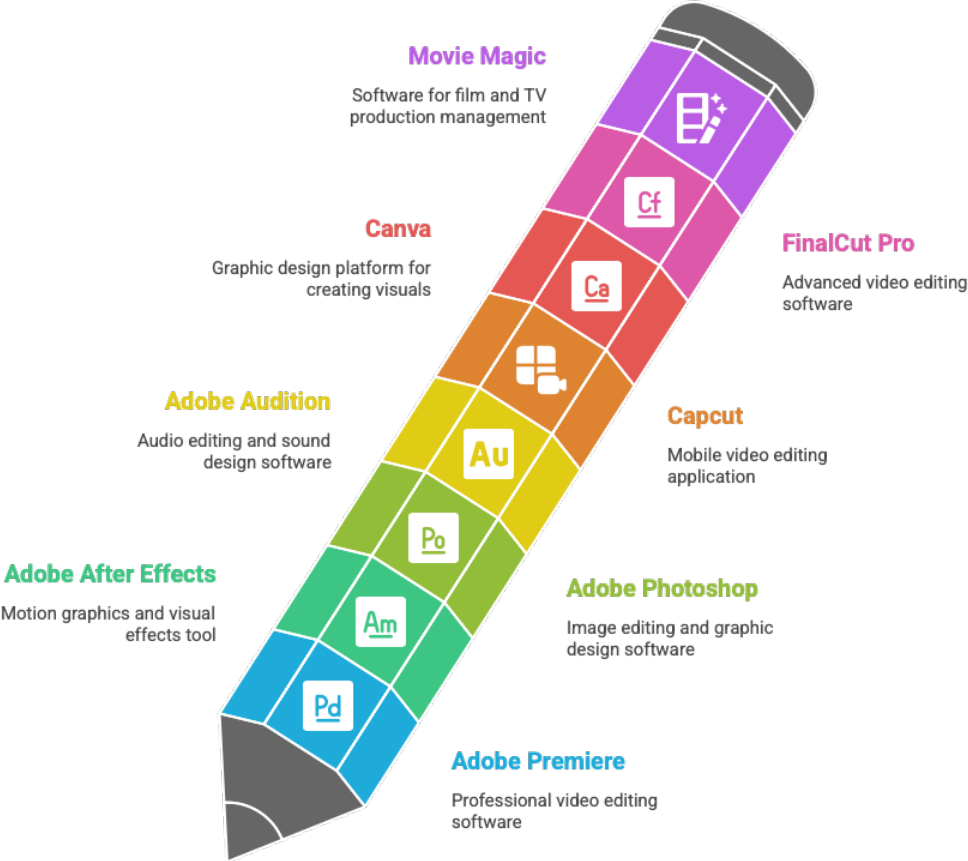 Movie Magic
Software for film and TV
production management
Cf
FinalCut Pro
Advanced video editing
software
Canva
Graphic design platform for
creating visuals
Ca
Capcut
Mobile video editing
application
Adobe Audition
Audio editing and sound
design software
Au
Po
Adobe Photoshop
Image editing and graphic
design software
Adobe After Effects
Motion graphics and visual
effects tool
Am
Pd
Adobe Premiere
Professional video editing
software